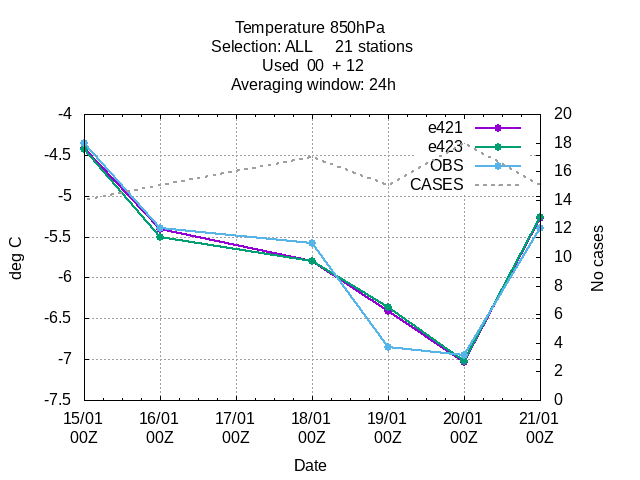 Temperature 850hPa
Selection: ALL 21 stations
Used 00 + 12
Averaging window: 24h
-4
-4.5
-5
-5.5
-6
-6.5
-7
-7.5
deg C
e421
e423
OBS
CASES
20
18
16
14
12
10
8
6
4
2
0
No cases
15/01 16/01 17/01 18/01 19/01 20/01 21/01
00Z 00Z 00Z 00Z 00Z 00Z 00Z
Date